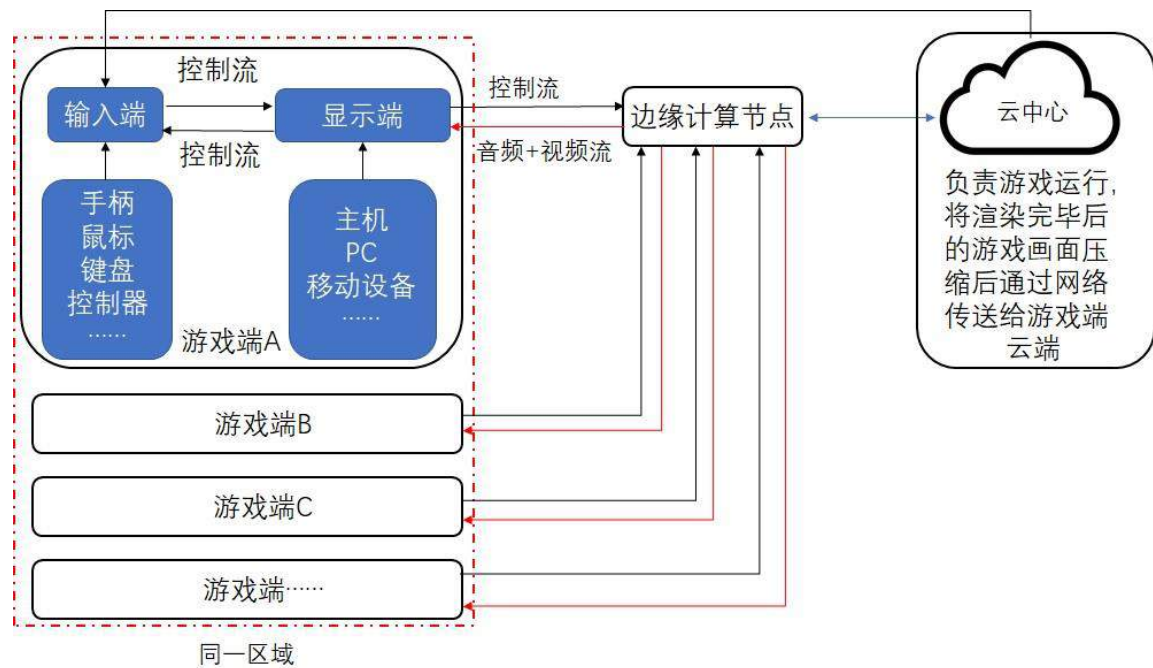 控制流
输入端
显示端
控制流
控制流
音频+视频流
手柄
鼠标
键盘
控制器
……
主机
PC
移动设备
……
游戏端A
游戏端B
游戏端C
游戏端……
同一区域
边缘计算节点
云中心
负责游戏运行，
将渲染完毕后
的游戏画面压
缩后通过网络
传送给游戏端
云端